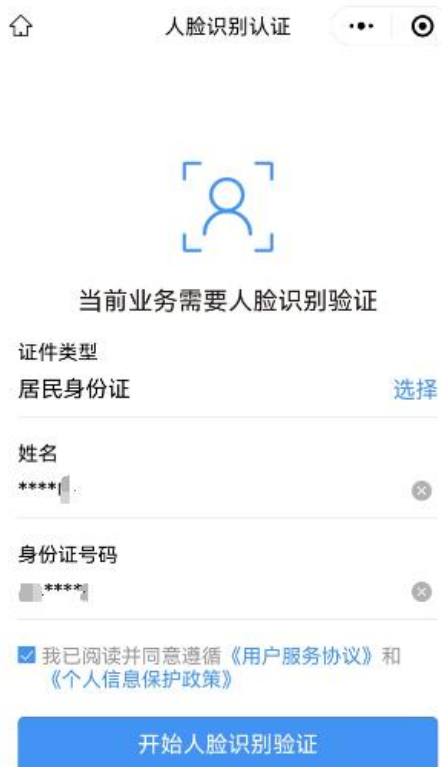 人脸识别认证
当前业务需要人脸识别验证
证件类型
居民身份证 选择
姓名
****
身份证号码
****
我已阅读并同意遵循《用户服务协议》和
《个人信息保护政策》
开始人脸识别验证